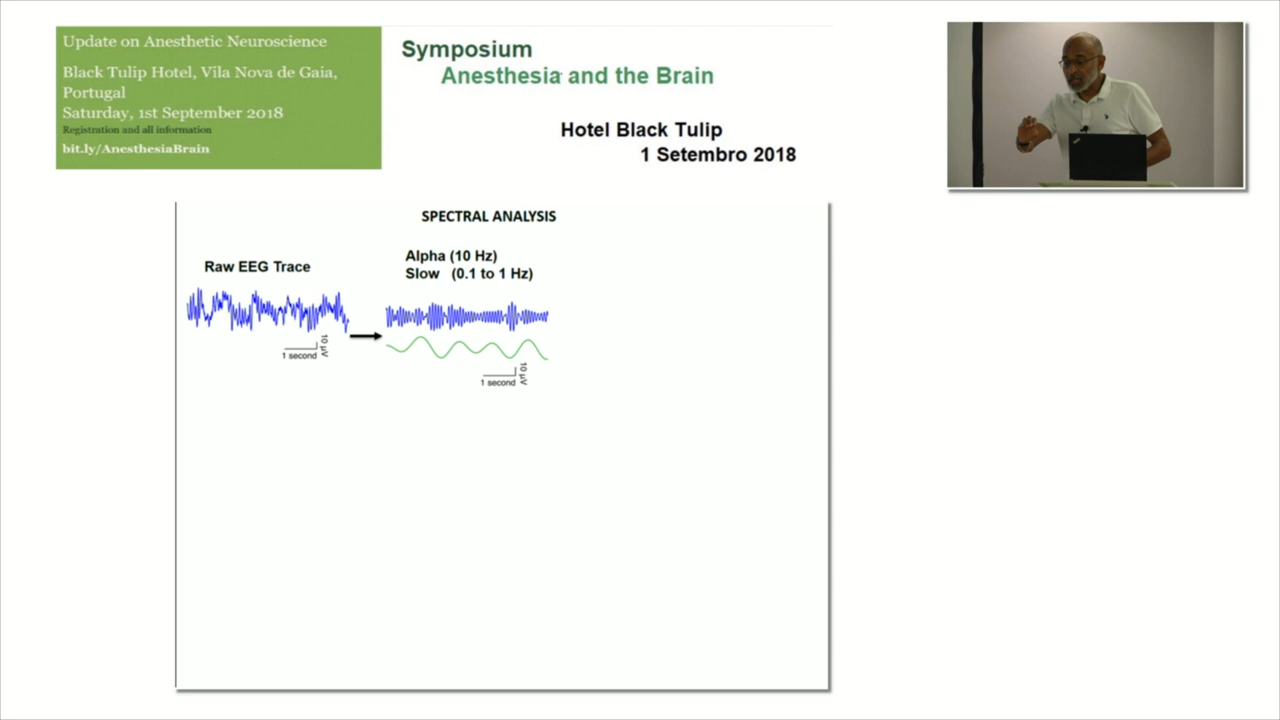 Update on Anesthetic Neuroscience
Black Tulip Hotel, Vila Nova de Gaia,
Portugal
Saturday, 1st September 2018
Registration and all information
bit.ly/AnesthesiaBrain
Symposium
Anesthesia and the Brain
Hotel Black Tulip
1 Setembro 2018
SPECTRAL ANALYSIS
Raw EEG Trace
1 second
10 µV
Alpha (10 Hz)
Slow (0.1 to 1 Hz)
1 second
10 µV